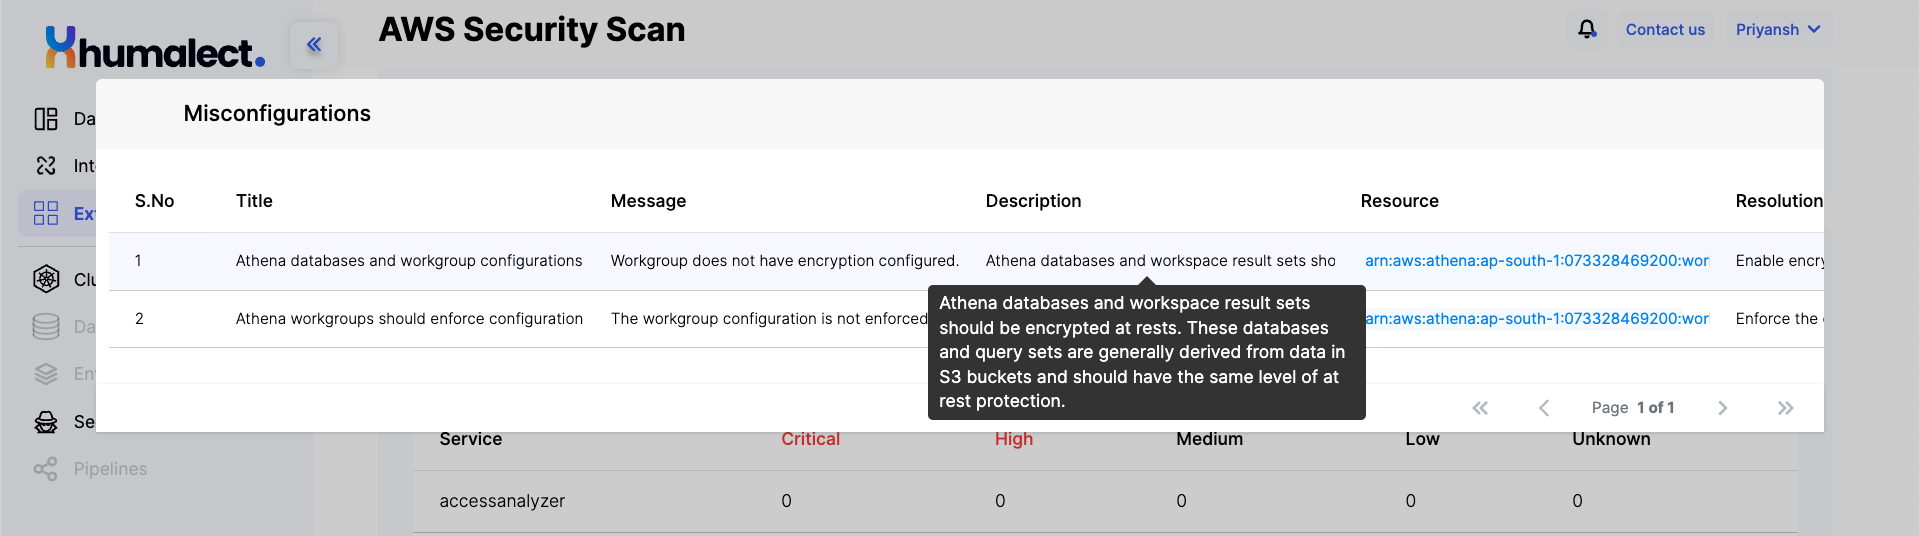 humalect.
AWS Security Scan
Contact us
Priyansh
Misconfigurations
S.No Title Message Description Resource Resolution
1 Athena databases and workgroup configurations Workgroup does not have encryption configured. Athena databases and workspace result sets sho arn:aws:athena:ap-south-1:073328469200:wor Enable encry
2 Athena workgroups should enforce configuration The workgroup configuration is not enforced arn:aws:athena:ap-south-1:073328469200:wor Enforce the
Athena databases and workspace result sets
should be encrypted at rests. These databases
and query sets are generally derived from data in
S3 buckets and should have the same level of at
rest protection.
Page 1 of 1
Da
Int
Ext
Clu
Da
Env
Se
Pipelines
Service Critical High Medium Low Unknown
accessanalyzer 0 0 0 0 0